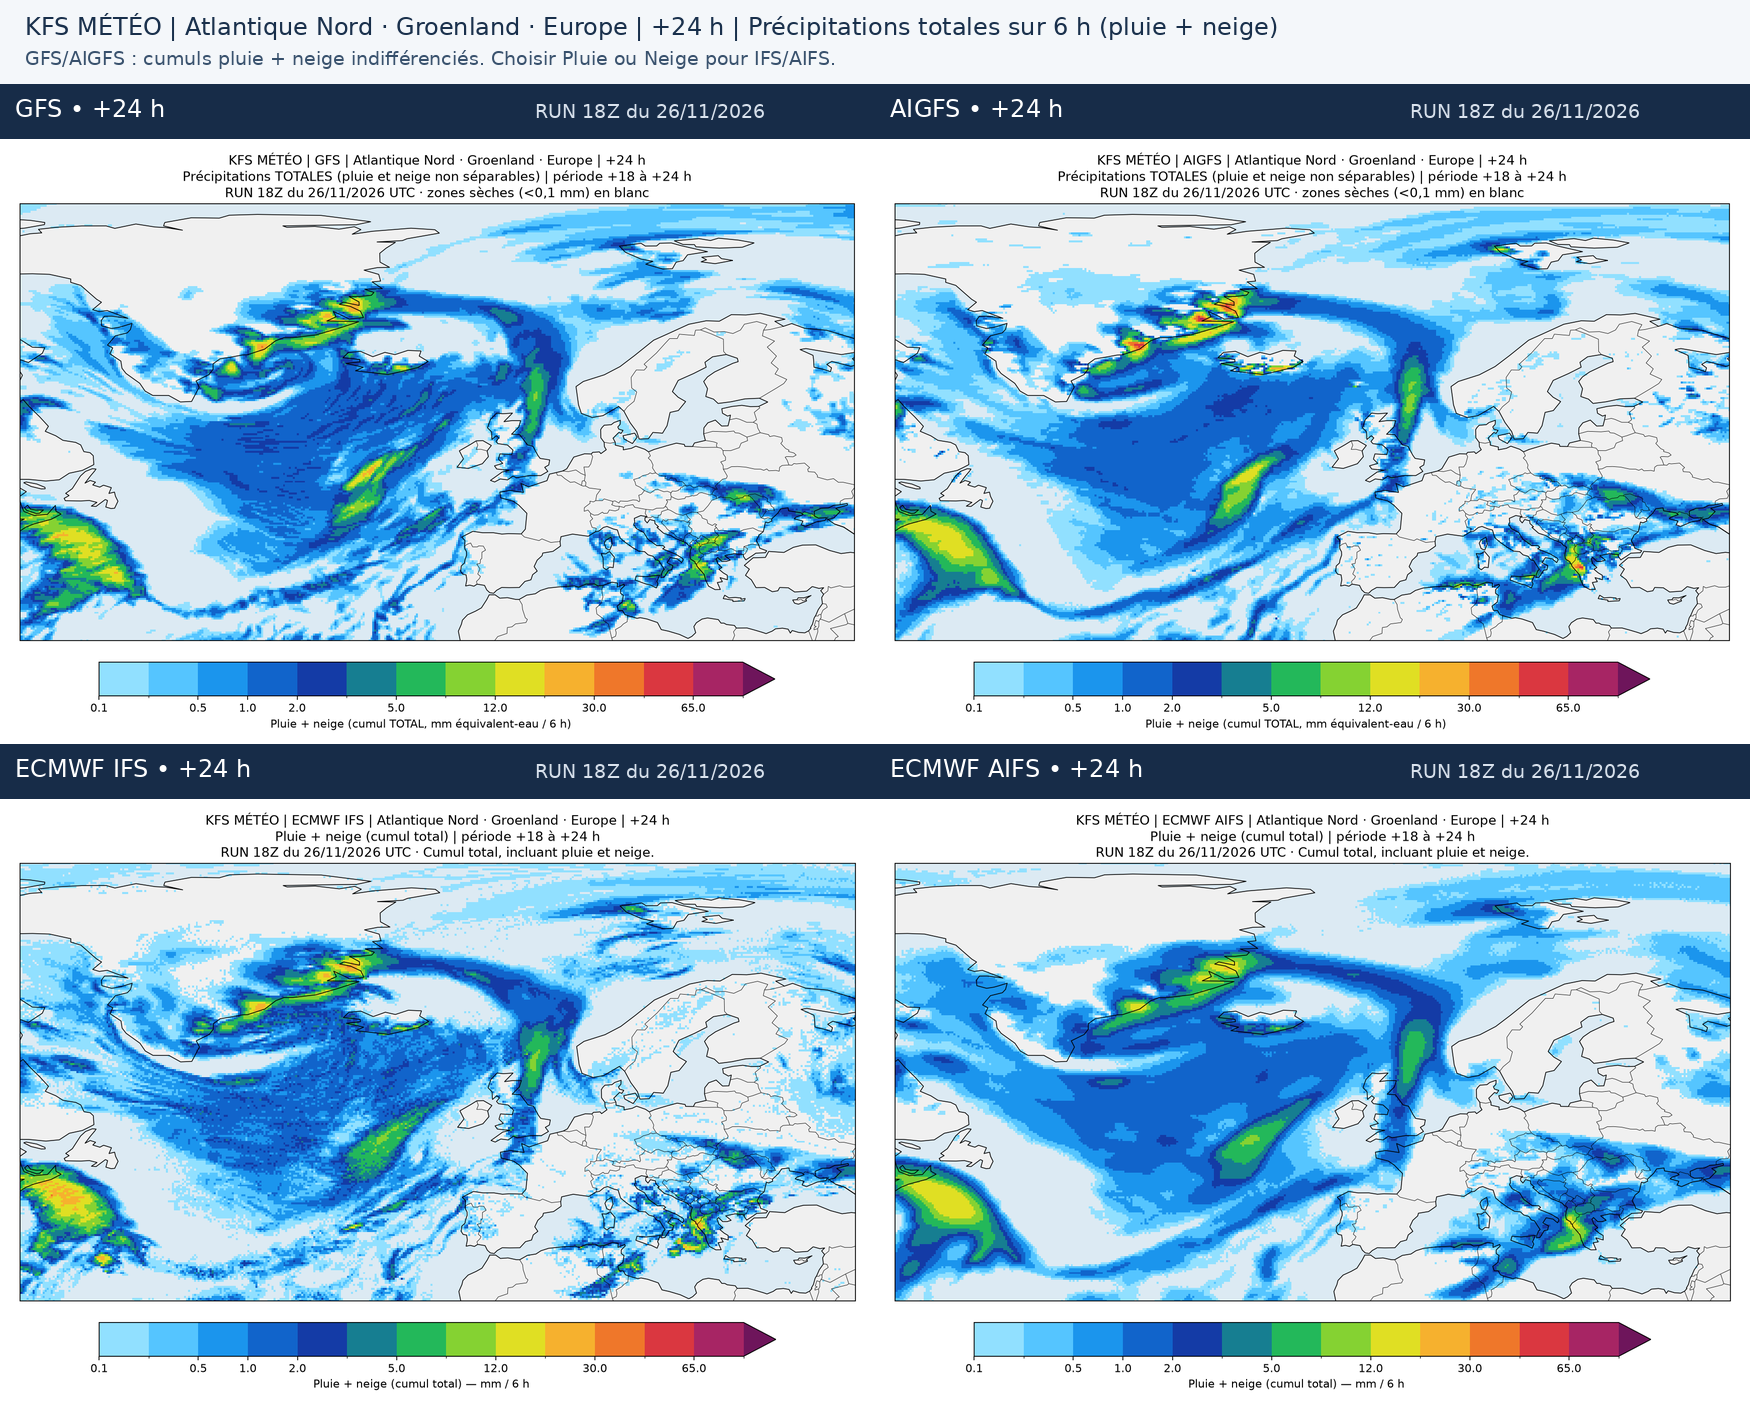 KFS MÉTÉO | Atlantique Nord · Groenland · Europe | +24 h | Précipitations totales sur 6 h (pluie + neige)
GFS/AIGFS : cumuls pluie + neige indifférenciés. Choisir Pluie ou Neige pour IFS/AIFS.
GFS • +24 h
RUN 18Z du 26/11/2026
KFS MÉTÉO | GFS | Atlantique Nord · Groenland · Europe | +24 h
Précipitations TOTALES (pluie et neige non séparables) | période +18 à +24 h
RUN 18Z du 26/11/2026 UTC · zones sèches (<0,1 mm) en blanc
0.1 0.5 1.0 2.0 5.0 12.0 30.0 65.0
Pluie + neige (cumul TOTAL, mm équivalent-eau / 6 h)
AIGFS • +24 h
RUN 18Z du 26/11/2026
KFS MÉTÉO | AIGFS | Atlantique Nord · Groenland · Europe | +24 h
Précipitations TOTALES (pluie et neige non séparables) | période +18 à +24 h
RUN 18Z du 26/11/2026 UTC · zones sèches (<0,1 mm) en blanc
0.1 0.5 1.0 2.0 5.0 12.0 30.0 65.0
Pluie + neige (cumul TOTAL, mm équivalent-eau / 6 h)
ECMWF IFS • +24 h
RUN 18Z du 26/11/2026
KFS MÉTÉO | ECMWF IFS | Atlantique Nord · Groenland · Europe | +24 h
Pluie + neige (cumul total) | période +18 à +24 h
RUN 18Z du 26/11/2026 UTC · Cumul total, incluant pluie et neige.
0.1 0.5 1.0 2.0 5.0 12.0 30.0 65.0
Pluie + neige (cumul total) — mm / 6 h
ECMWF AIFS • +24 h
RUN 18Z du 26/11/2026
KFS MÉTÉO | ECMWF AIFS | Atlantique Nord · Groenland · Europe | +24 h
Pluie + neige (cumul total) | période +18 à +24 h
RUN 18Z du 26/11/2026 UTC · Cumul total, incluant pluie et neige.
0.1 0.5 1.0 2.0 5.0 12.0 30.0 65.0
Pluie + neige (cumul total) — mm / 6 h